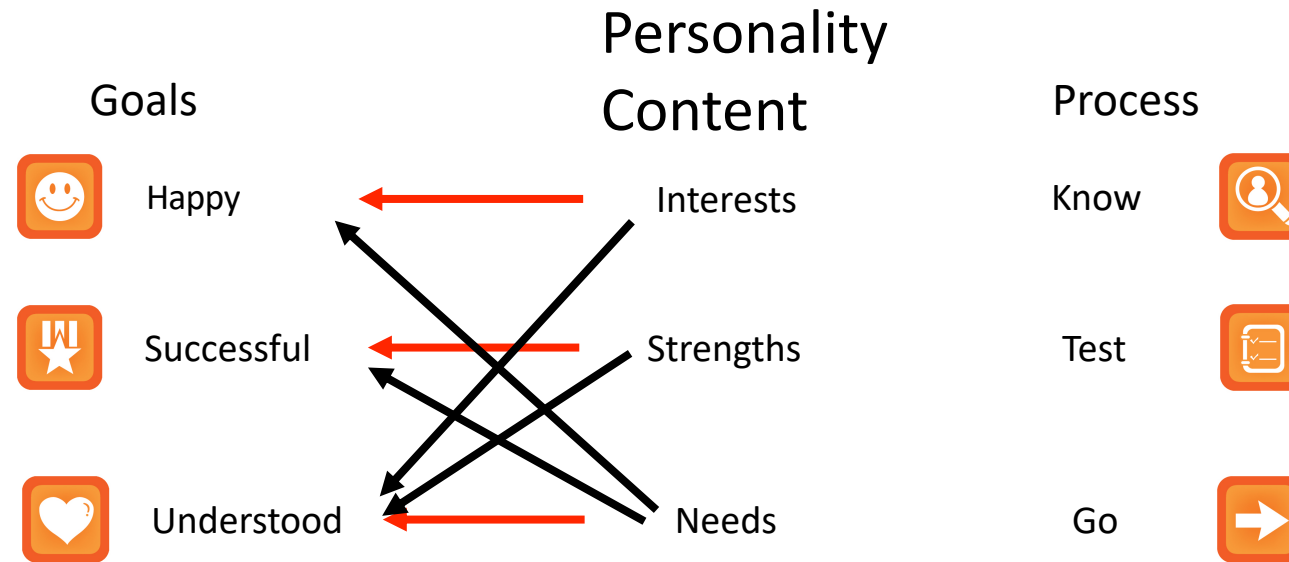 Personality
Content
Goals
Process
Happy
Interests
Know
Successful
Strengths
Test
Understood
Needs
Go